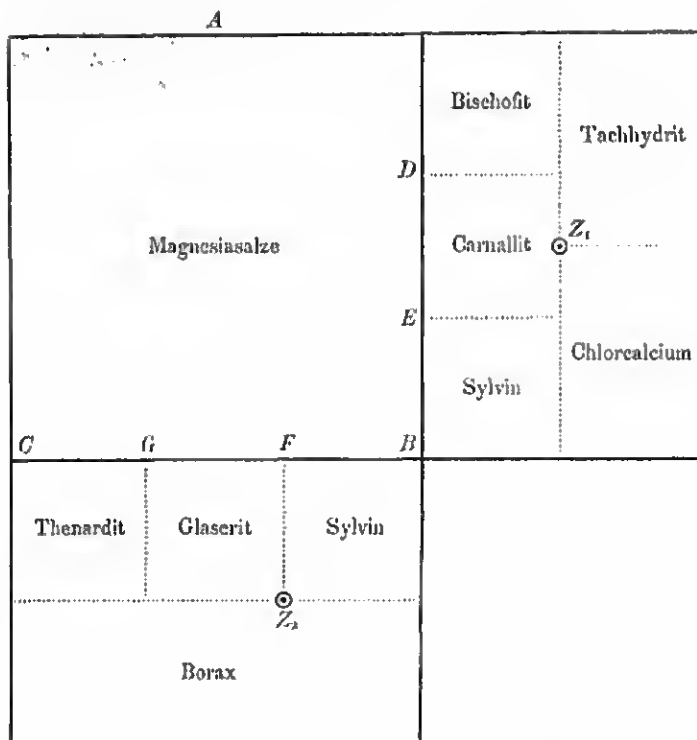 A
Bischofit
Tachhydrit
D
Magnesiasalze
Carnallit
Z₁
E
Chlorcalcium
Sylvin
C G F B
Thenardit Glaserit Sylvin
Z₂
Borax